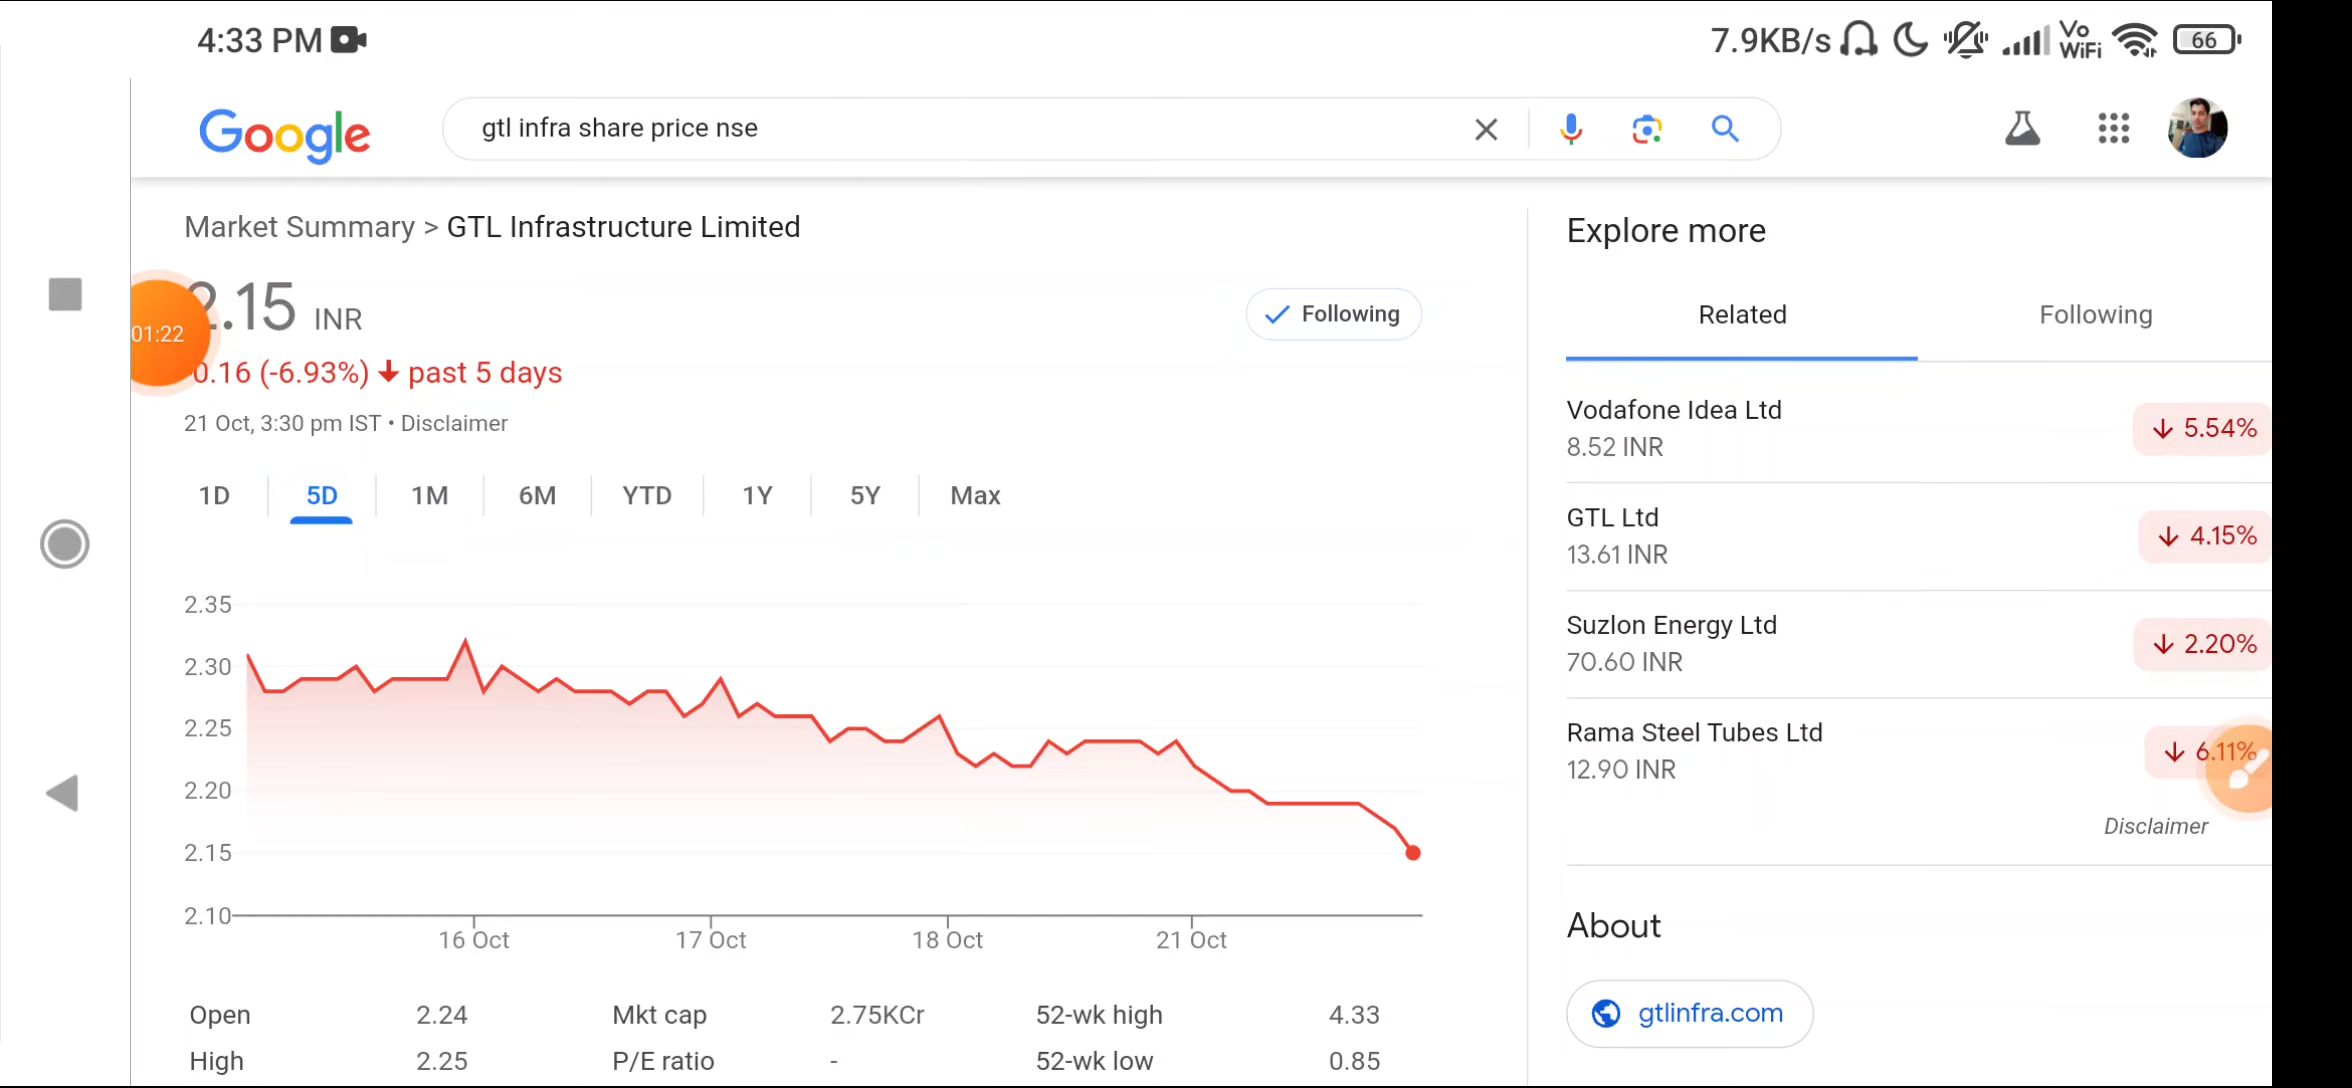 4:33 PM
7.9KB/s
Vo
WiFi
66
Google
gtl infra share price nse
Market Summary > GTL Infrastructure Limited
2.15 INR
01:22
Following
0.16 (-6.93%) past 5 days
21 Oct, 3:30 pm IST • Disclaimer
1D 5D 1M 6M YTD 1Y 5Y Max
2.35
2.30
2.25
2.20
2.15
2.10
16 Oct 17 Oct 18 Oct 21 Oct
Open 2.24 Mkt cap 2.75KCr 52-wk high 4.33
High 2.25 P/E ratio - 52-wk low 0.85
Explore more
Related Following
Vodafone Idea Ltd
8.52 INR
5.54%
GTL Ltd
13.61 INR
4.15%
Suzlon Energy Ltd
70.60 INR
2.20%
Rama Steel Tubes Ltd
12.90 INR
6.11%
Disclaimer
About
gtlinfra.com